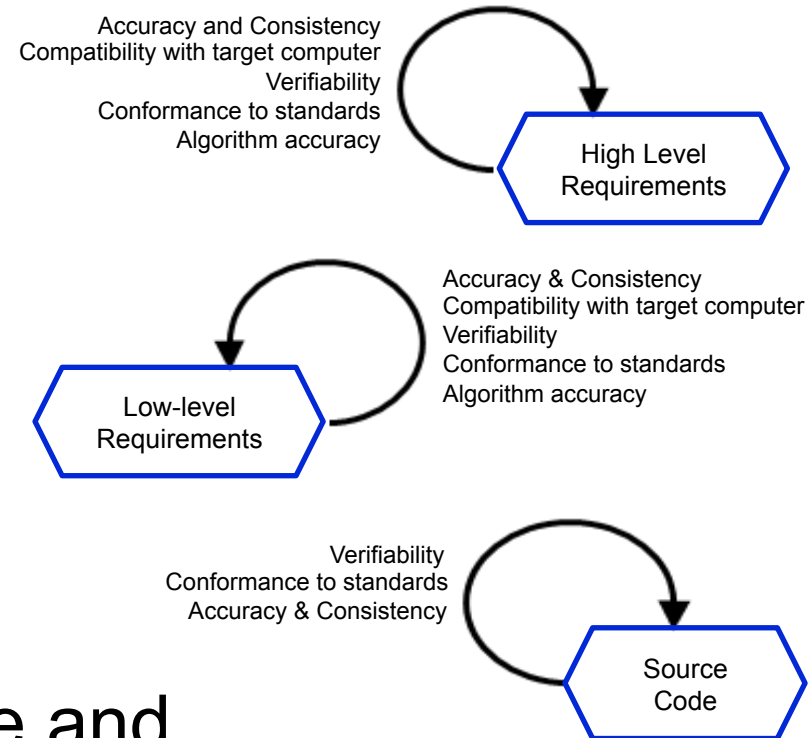 Accuracy and Consistency
Compatibility with target computer
Verifiability
Conformance to standards
Algorithm accuracy
High Level
Requirements
Accuracy & Consistency
Compatibility with target computer
Verifiability
Conformance to standards
Algorithm accuracy
Low-level
Requirements
Verifiability
Conformance to standards
Accuracy & Consistency
Source
Code
e and